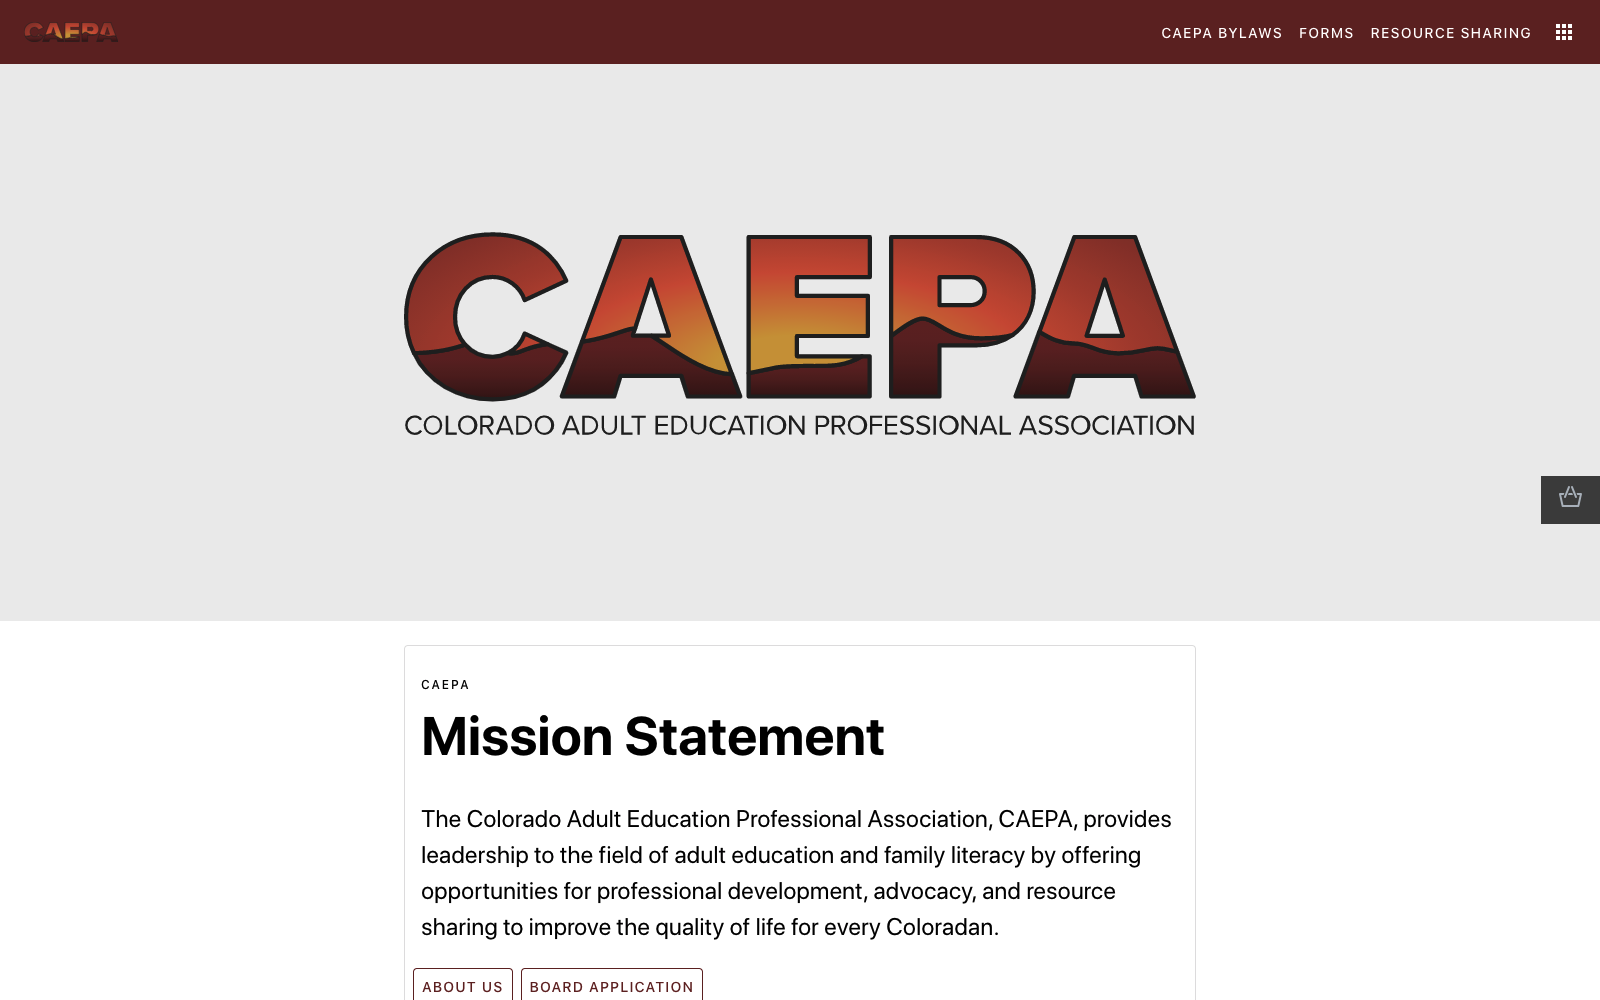 CAEPA
CAEPA BYLAWS
FORMS
RESOURCE SHARING
CAEPA
COLORADO ADULT EDUCATION PROFESSIONAL ASSOCIATION
CAEPA
Mission Statement
The Colorado Adult Education Professional Association, CAEPA, provides
leadership to the field of adult education and family literacy by offering
opportunities for professional development, advocacy, and resource
sharing to improve the quality of life for every Coloradan.
ABOUT US
BOARD APPLICATION